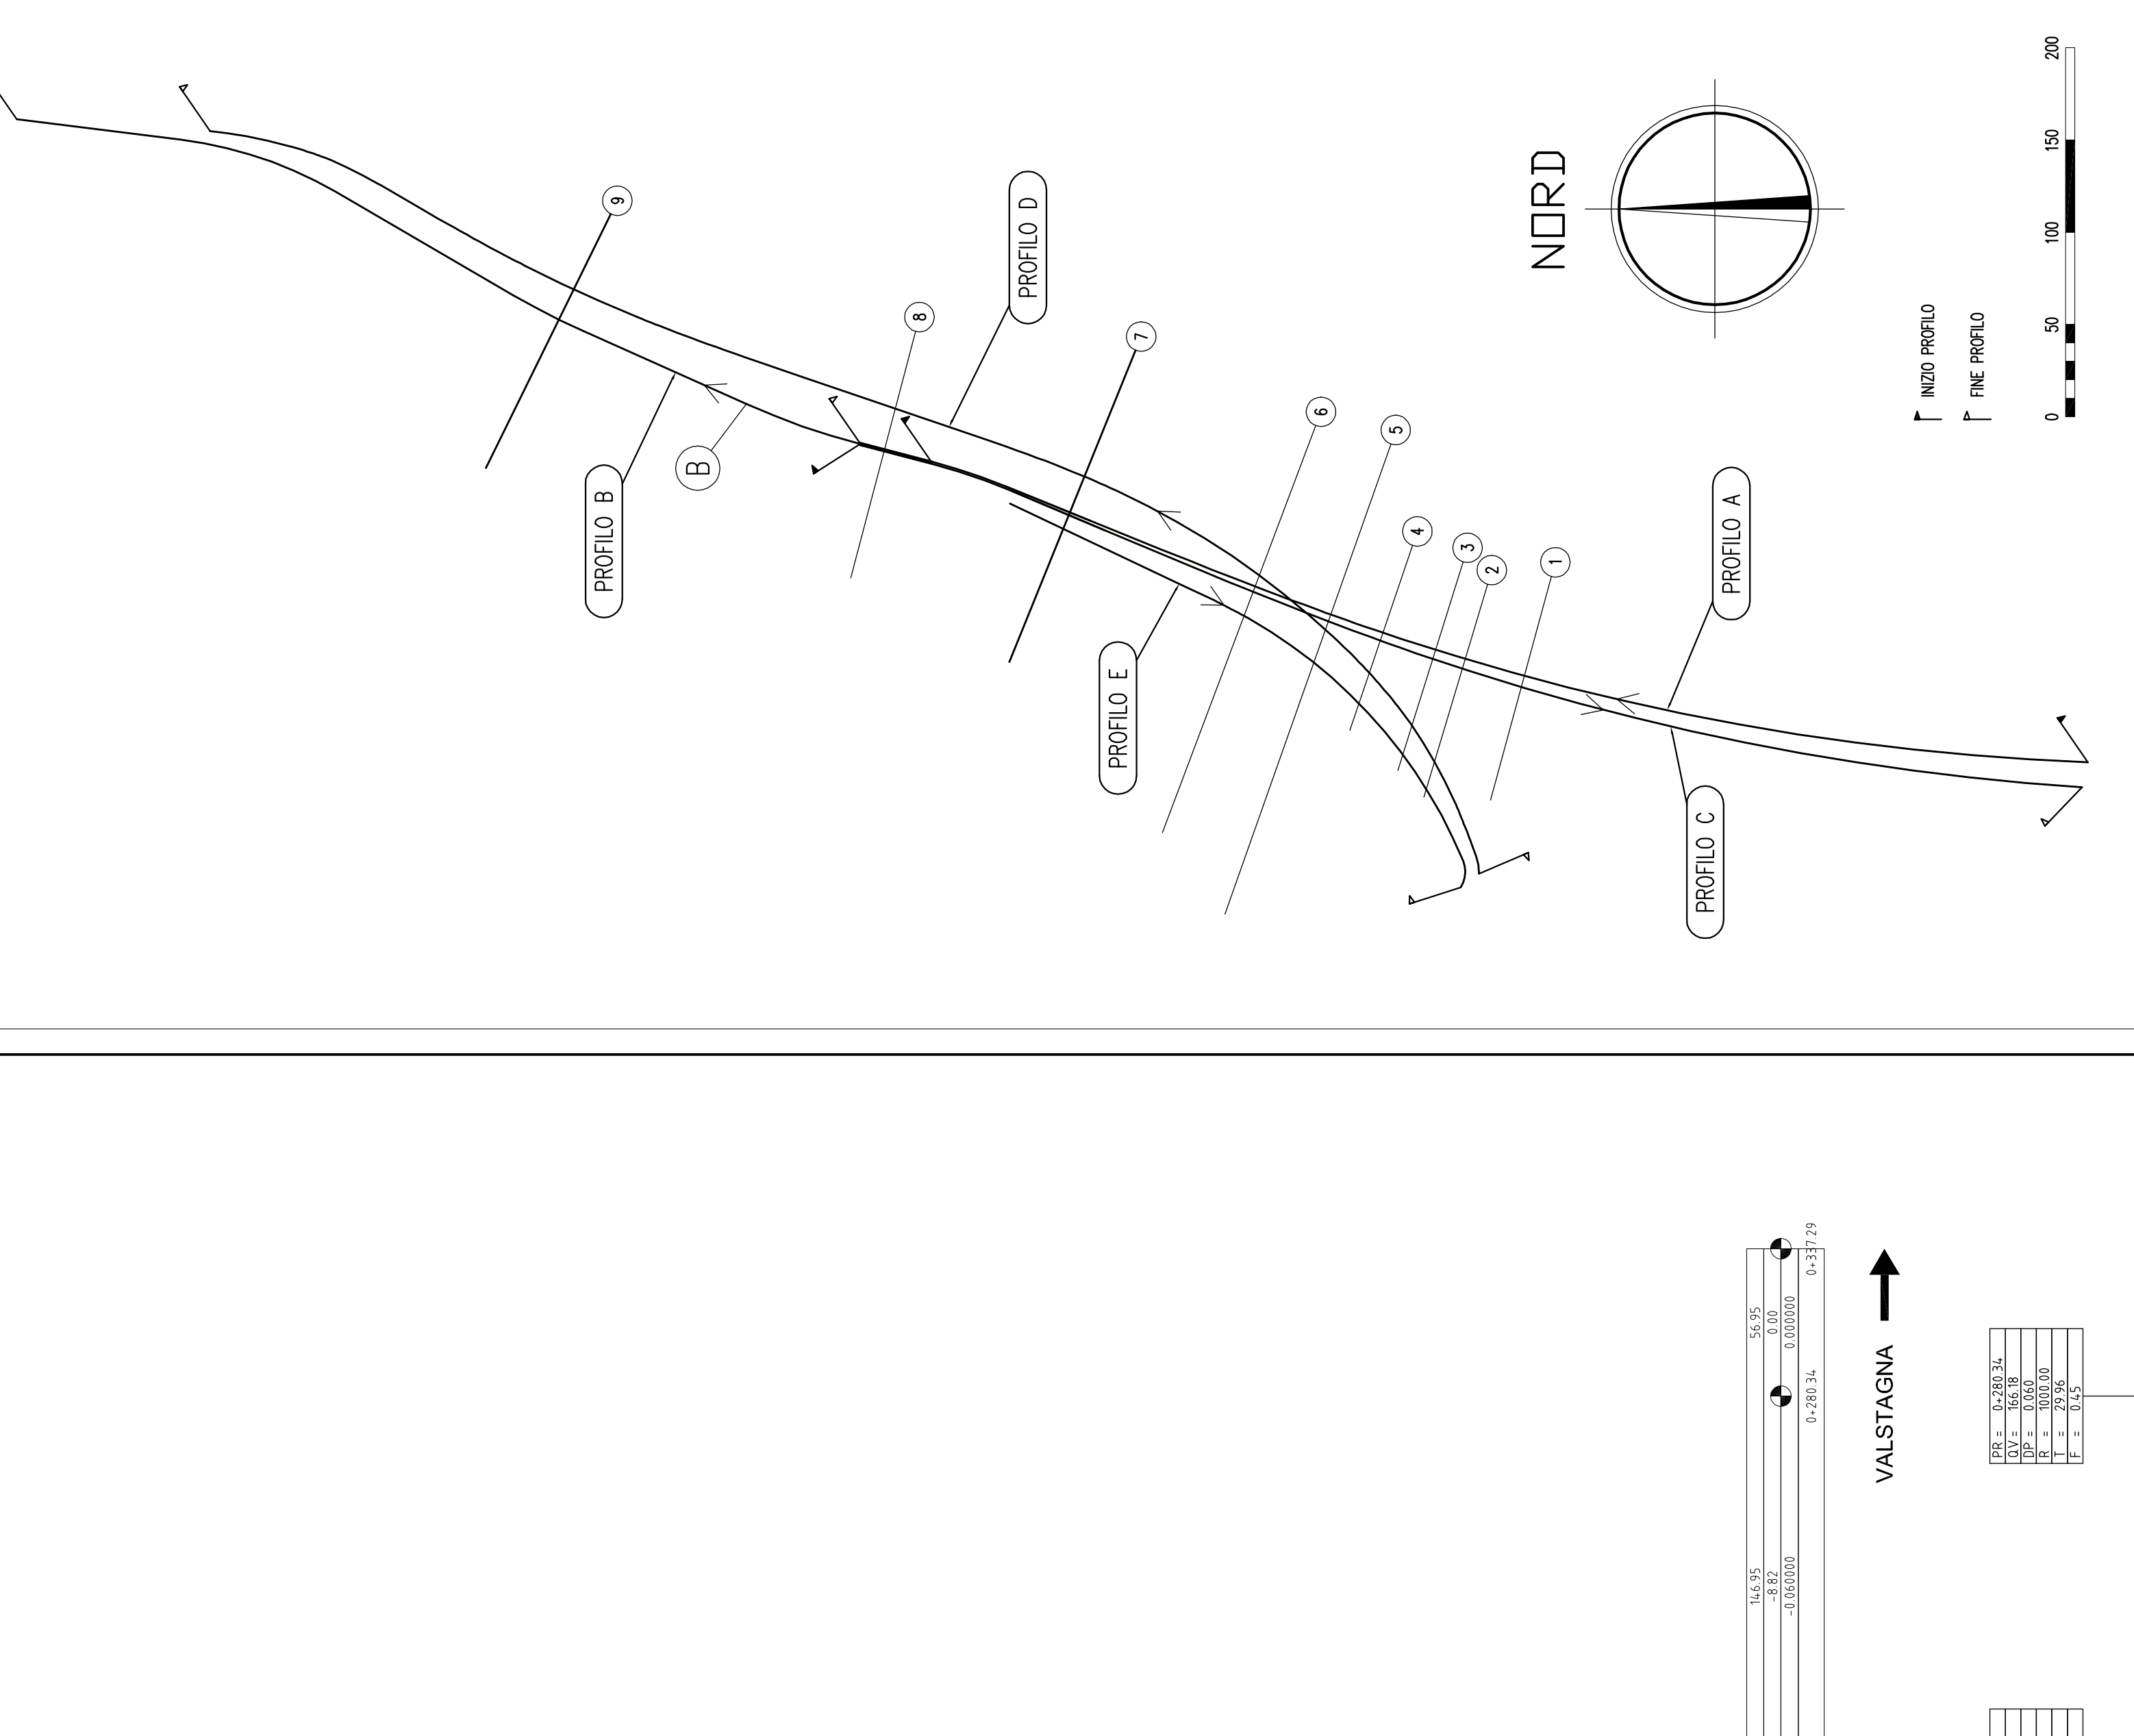 9
PROFILO D
8
7
B
PROFILO B
6
5
4
3
2
1
PROFILO A
PROFILO E
PROFILO C
NORD
INIZIO PROFILO
FINE PROFILO
0 50 100 150 200
146.95 56.95
-8.82 0.00
-0.060000 0.000000
0+280.34 0+337.29
VALSTAGNA
PR = 0+280.34
QV = 166.18
DP = 0.060
R = 1000.00
T = 29.96
F = 0.45